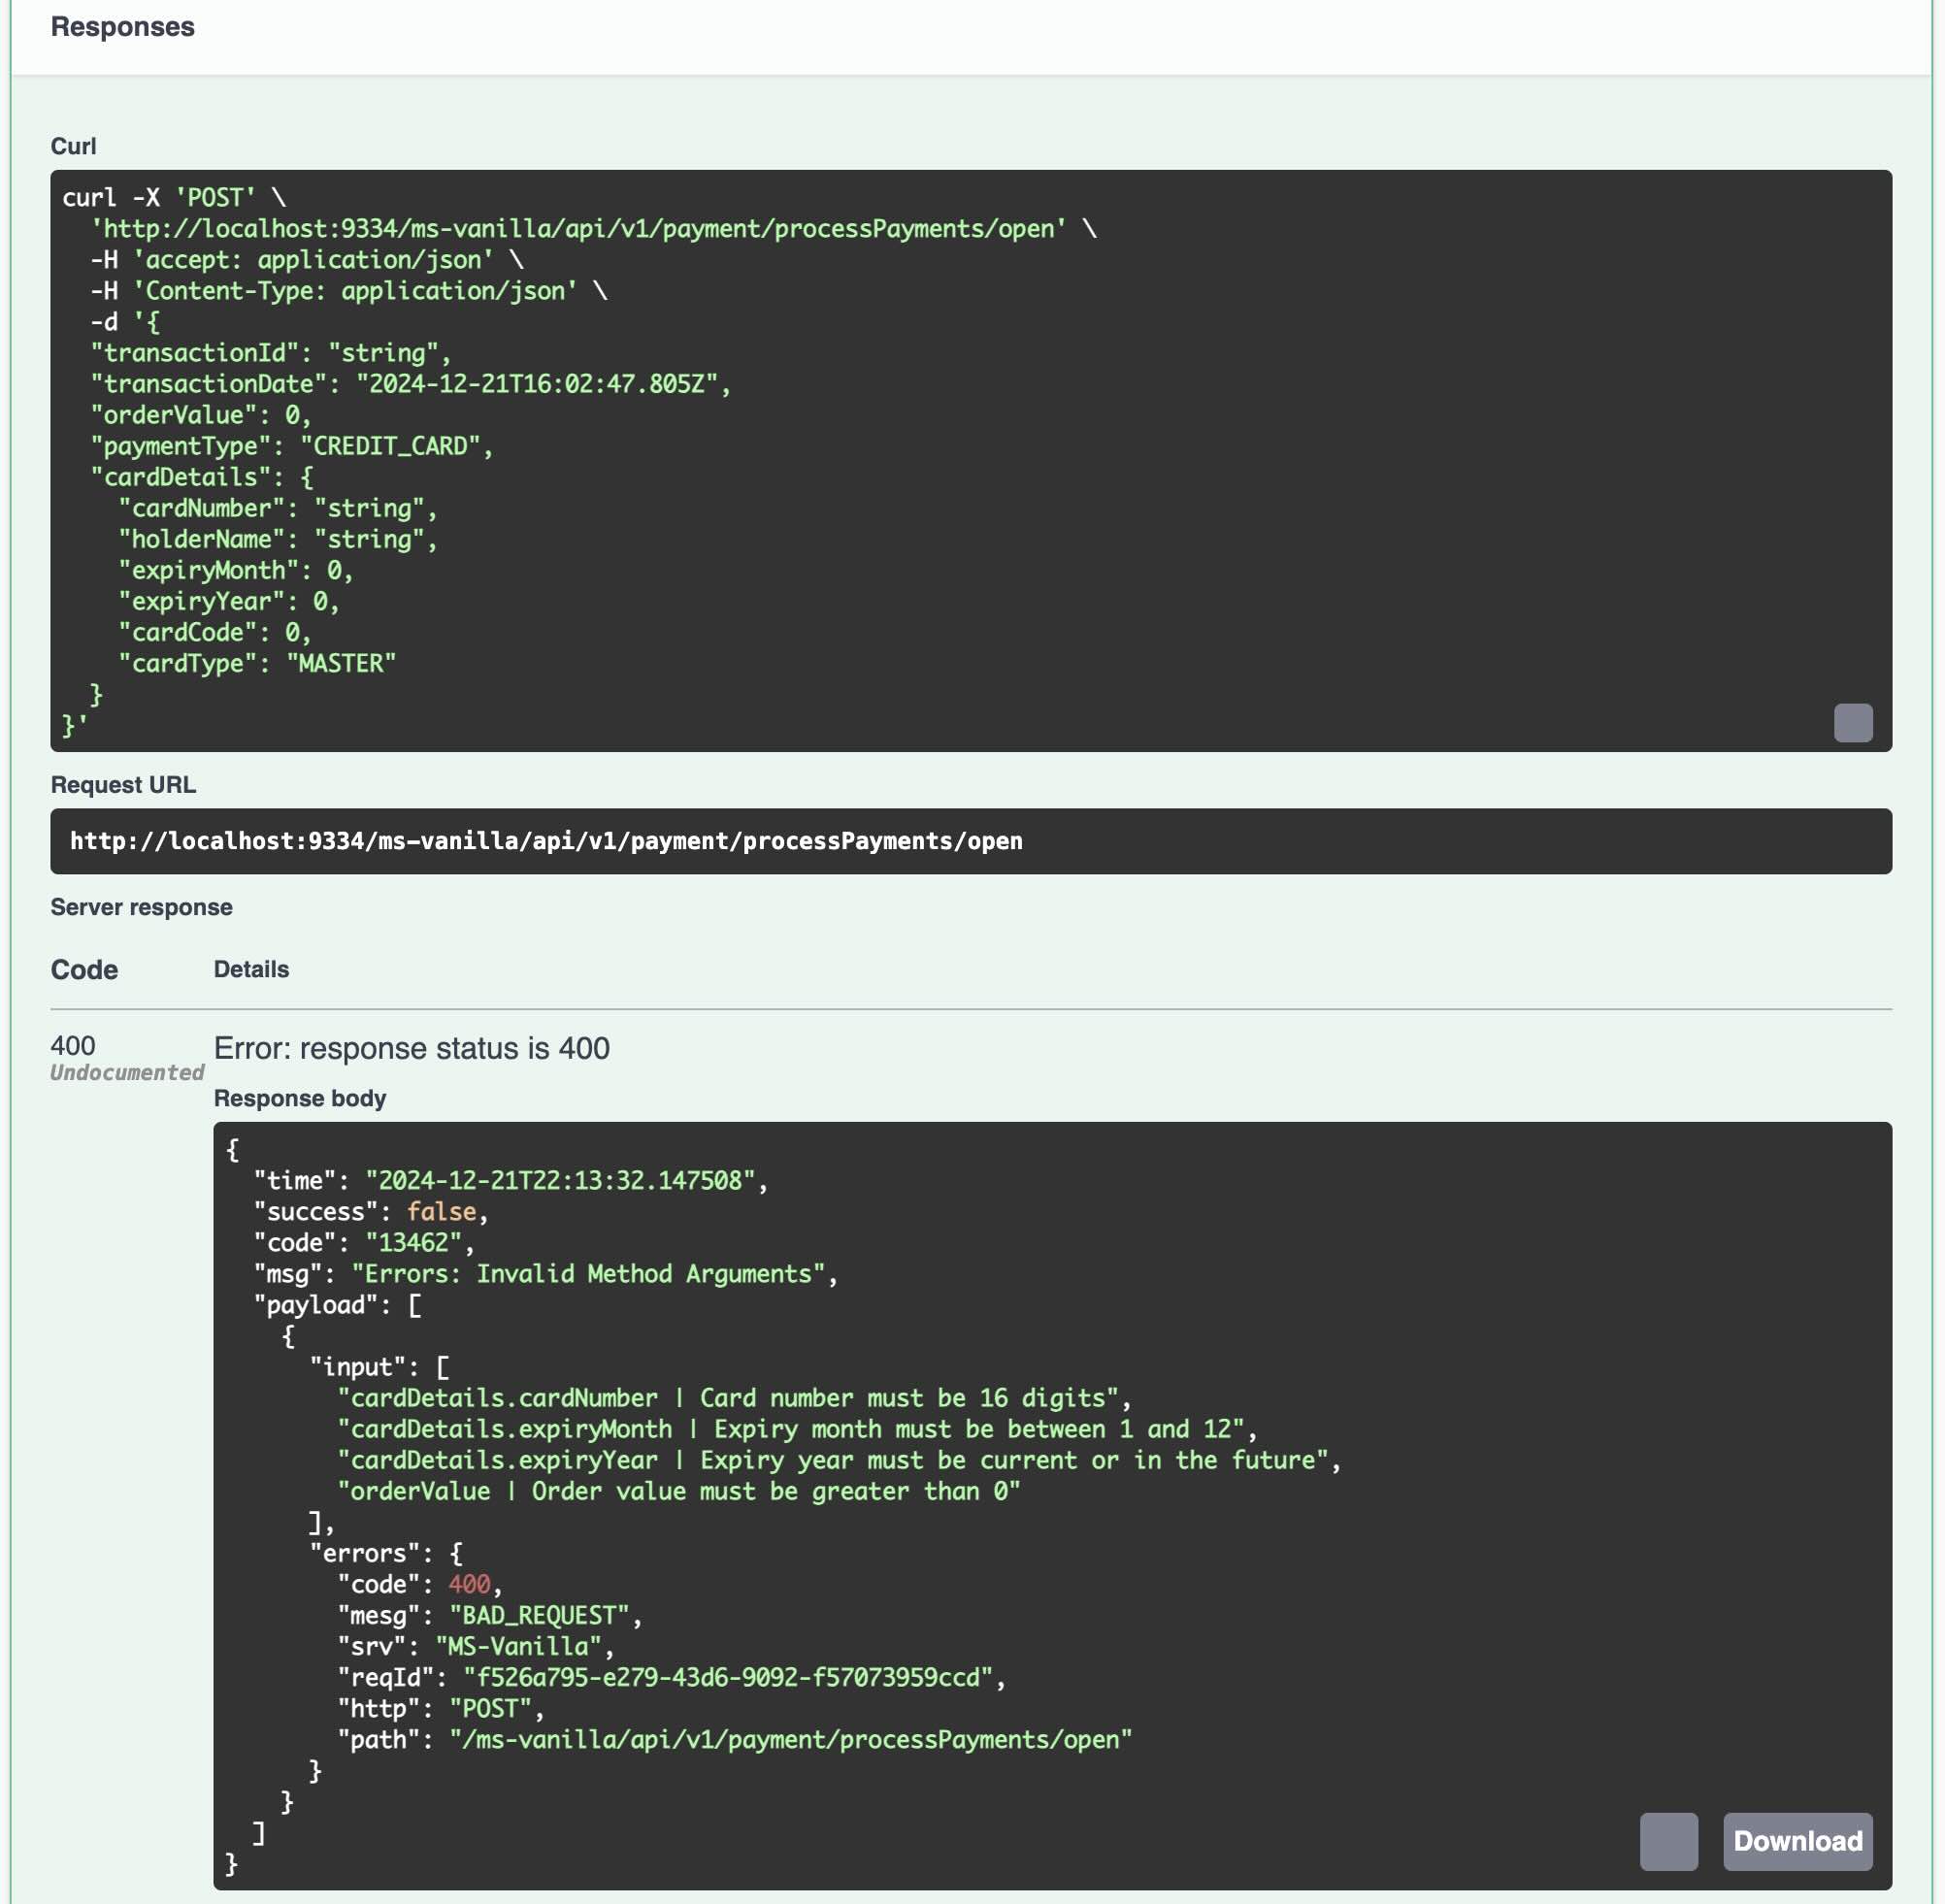 Responses
Curl
curl -X 'POST' \
  'http://localhost:9334/ms-vanilla/api/v1/payment/processPayments/open' \
  -H 'accept: application/json' \
  -H 'Content-Type: application/json' \
  -d '{
  "transactionId": "string",
  "transactionDate": "2024-12-21T16:02:47.805Z",
  "orderValue": 0,
  "paymentType": "CREDIT_CARD",
  "cardDetails": {
    "cardNumber": "string",
    "holderName": "string",
    "expiryMonth": 0,
    "expiryYear": 0,
    "cardCode": 0,
    "cardType": "MASTER"
  }
}'
Request URL
http://localhost:9334/ms-vanilla/api/v1/payment/processPayments/open
Server response
Code Details
400 Error: response status is 400
Undocumented
Response body
{
  "time": "2024-12-21T22:13:32.147508",
  "success": false,
  "code": "13462",
  "msg": "Errors: Invalid Method Arguments",
  "payload": [
    {
      "input": [
        "cardDetails.cardNumber | Card number must be 16 digits",
        "cardDetails.expiryMonth | Expiry month must be between 1 and 12",
        "cardDetails.expiryYear | Expiry year must be current or in the future",
        "orderValue | Order value must be greater than 0"
      ],
      "errors": {
        "code": 400,
        "mesg": "BAD_REQUEST",
        "srv": "MS-Vanilla",
        "reqId": "f526a795-e279-43d6-9092-f57073959ccd",
        "http": "POST",
        "path": "/ms-vanilla/api/v1/payment/processPayments/open"
      }
    }
  ]
}
Download